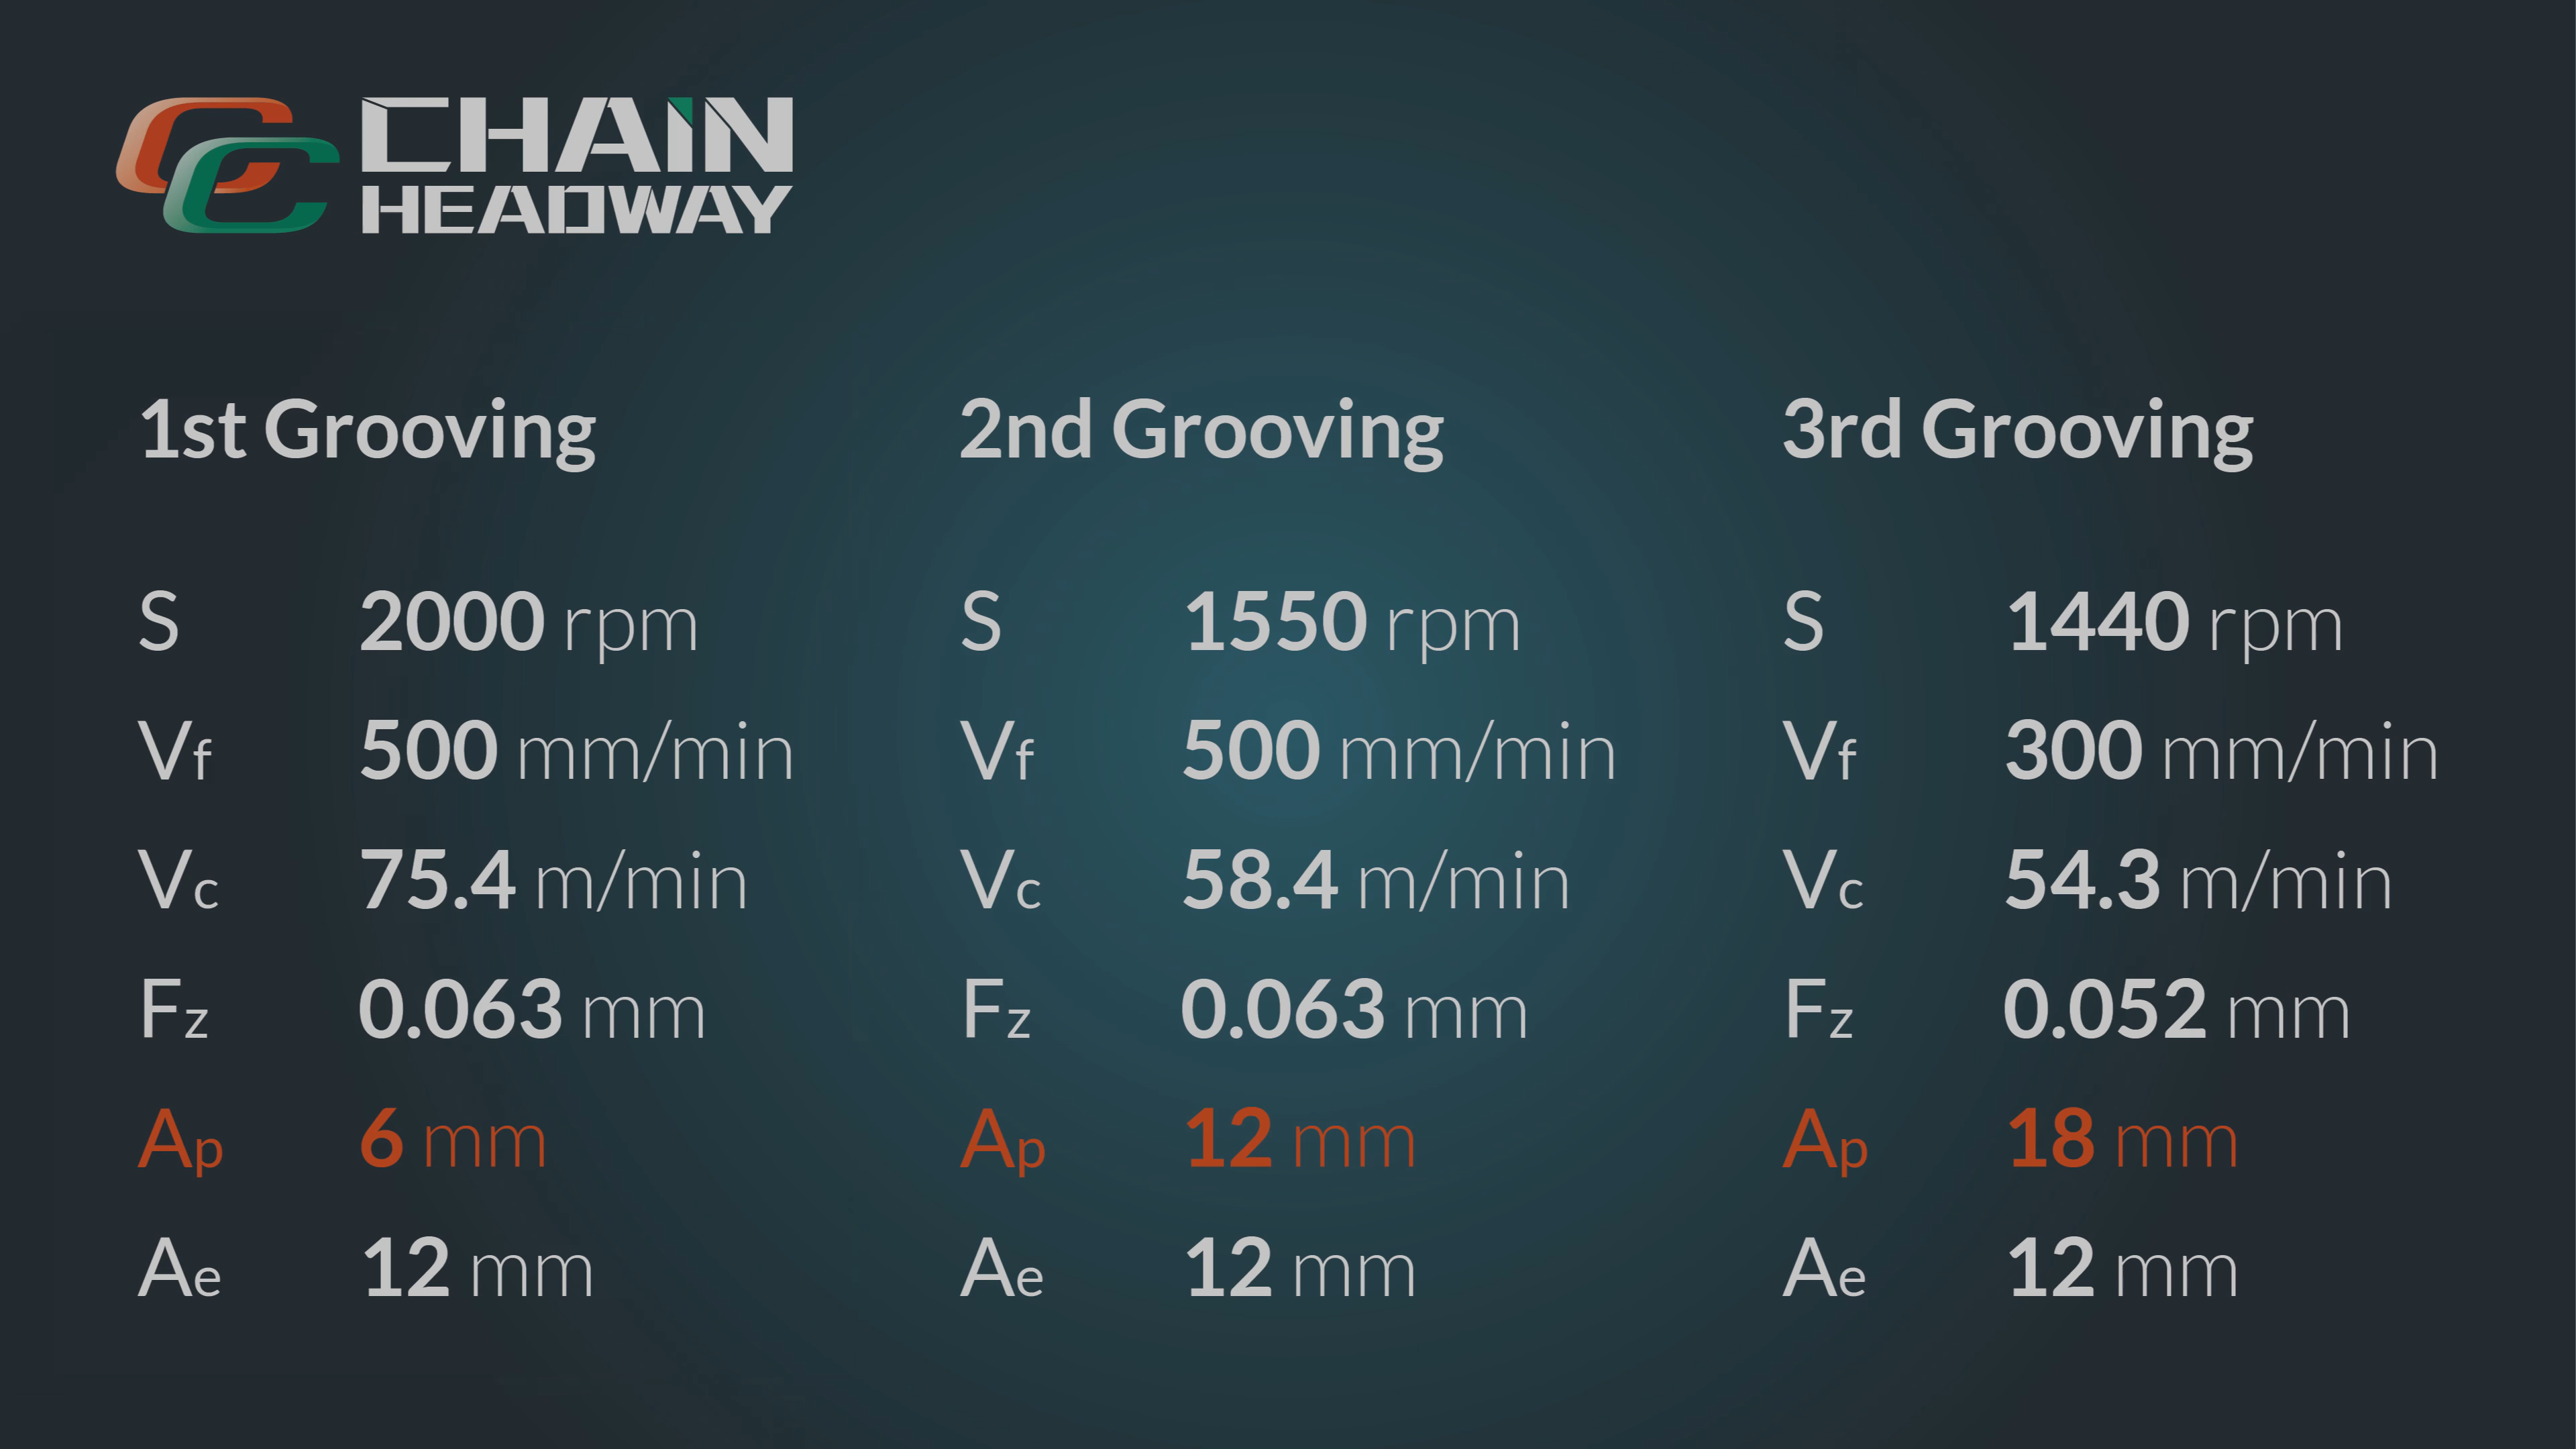 CHAIN
HEADWAY
1st Grooving
S 2000 rpm
Vf 500 mm/min
Vc 75.4 m/min
Fz 0.063 mm
Ap 6 mm
Ae 12 mm
2nd Grooving
S 1550 rpm
Vf 500 mm/min
Vc 58.4 m/min
Fz 0.063 mm
Ap 12 mm
Ae 12 mm
3rd Grooving
S 1440 rpm
Vf 300 mm/min
Vc 54.3 m/min
Fz 0.052 mm
Ap 18 mm
Ae 12 mm